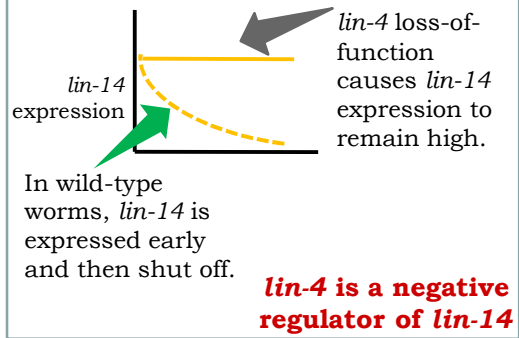 lin-4 loss-of-
function
causes lin-14
expression to
remain high.
lin-14
expression
In wild-type
worms, lin-14 is
expressed early
and then shut off.
lin-4 is a negative
regulator of lin-14